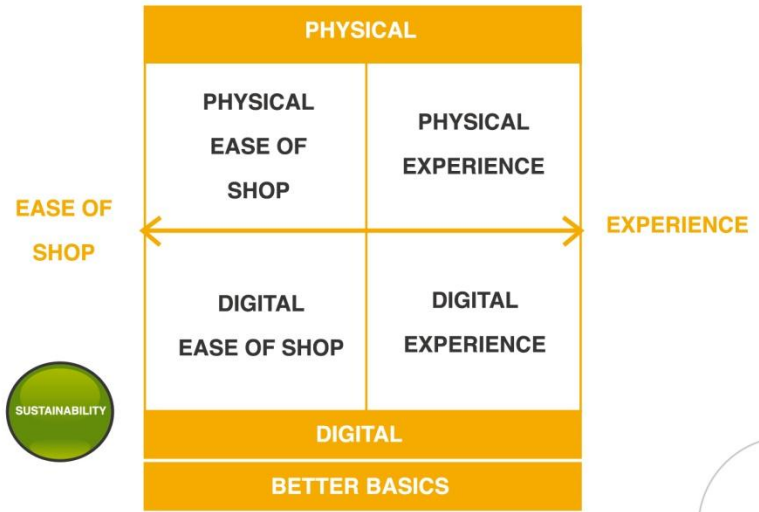 PHYSICAL
PHYSICAL
EASE OF
SHOP
PHYSICAL
EXPERIENCE
EASE OF
SHOP
EXPERIENCE
DIGITAL
EASE OF SHOP
DIGITAL
EXPERIENCE
SUSTAINABILITY
DIGITAL
BETTER BASICS